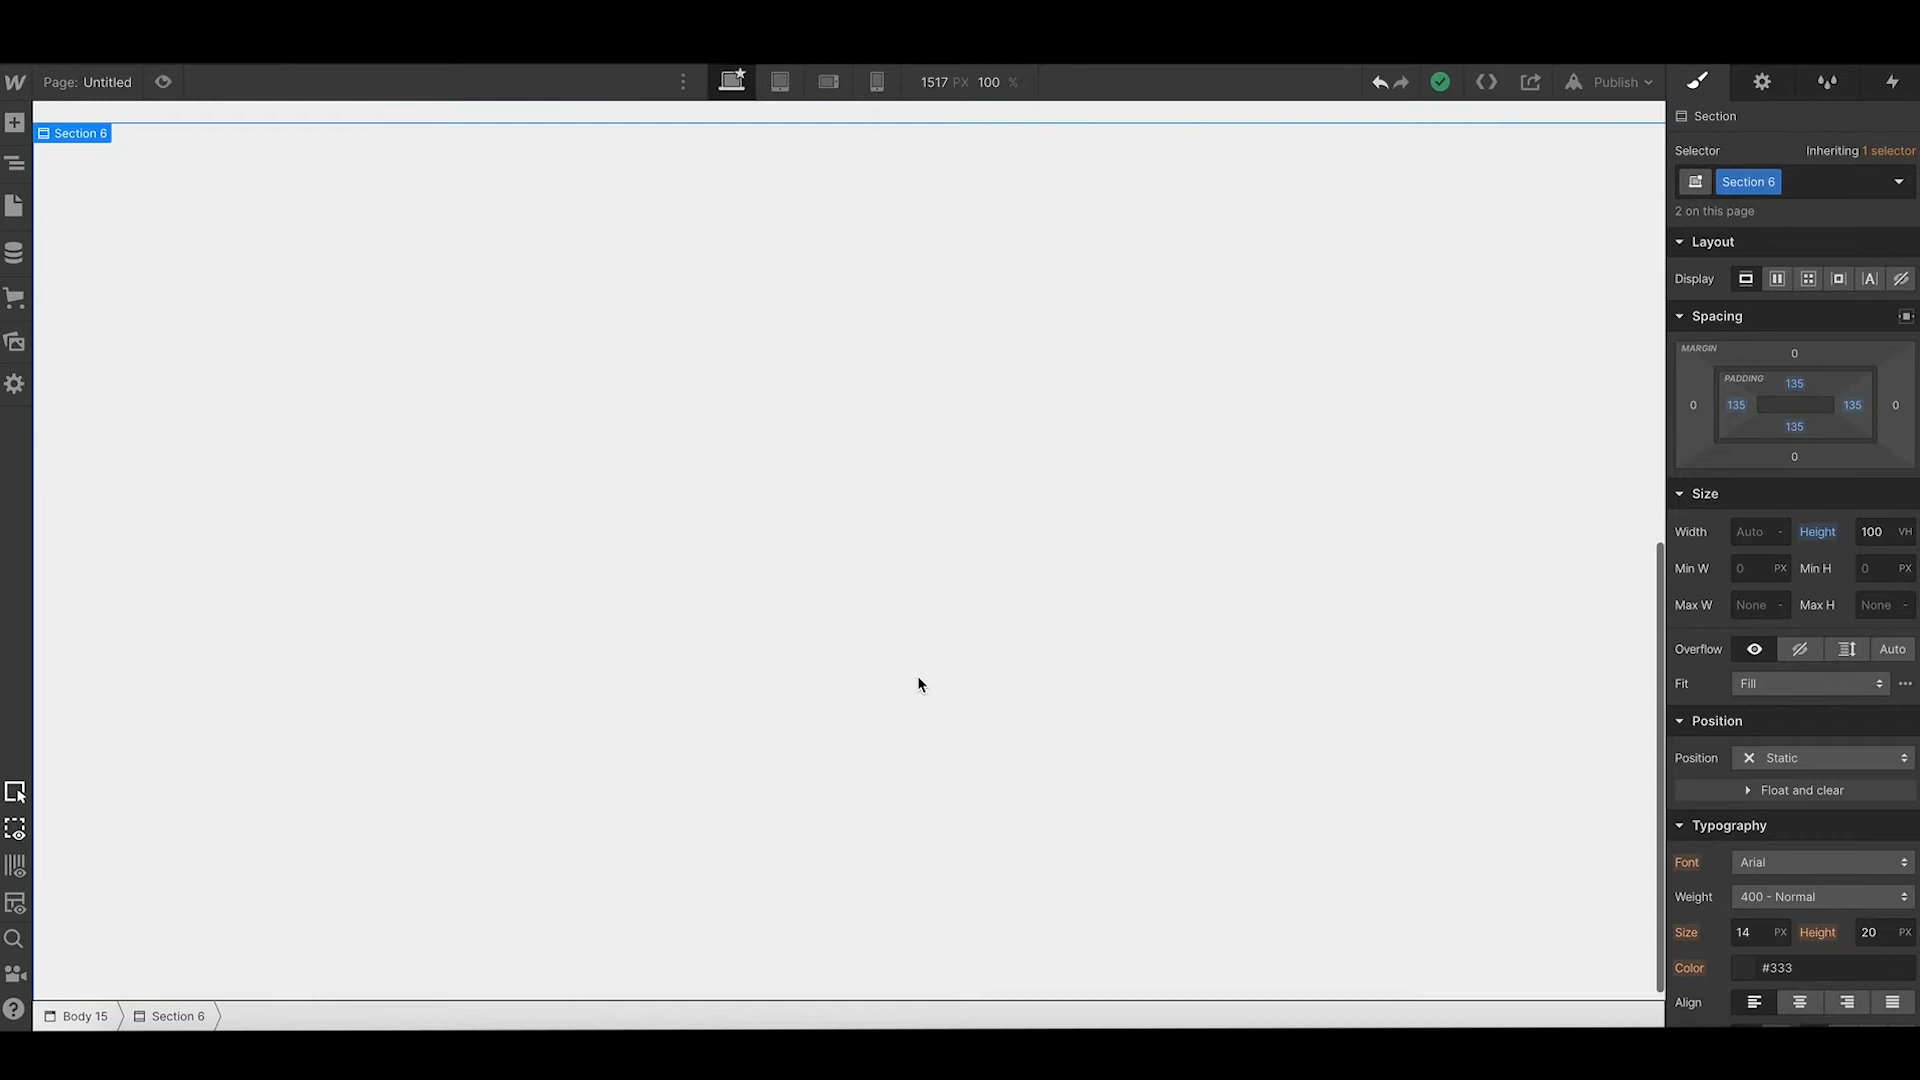 Page: Untitled
1517 PX 100 %
Publish
Section 6
Section
Selector Inheriting 1 selector
Section 6
2 on this page
Layout
Display
Spacing
MARGIN 0
PADDING 135
0 135 135 0
135
0
Size
Width Auto - Height 100 VH
Min W 0 PX Min H 0 PX
Max W None - Max H None -
Overflow Auto
Fit Fill
Position
Position Static
Float and clear
Typography
Font Arial
Weight 400 - Normal
Size 14 PX Height 20 PX
Color #333
Align
Body 15 Section 6